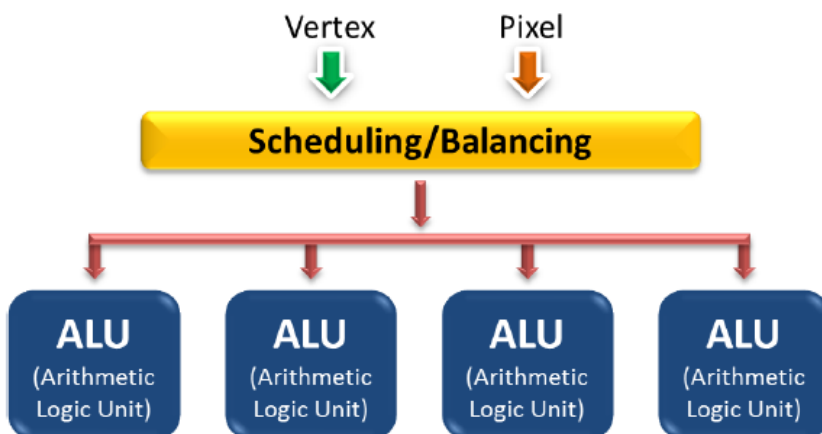 Vertex Pixel
Scheduling/Balancing
ALU ALU ALU ALU
(Arithmetic (Arithmetic (Arithmetic (Arithmetic
Logic Unit) Logic Unit) Logic Unit) Logic Unit)